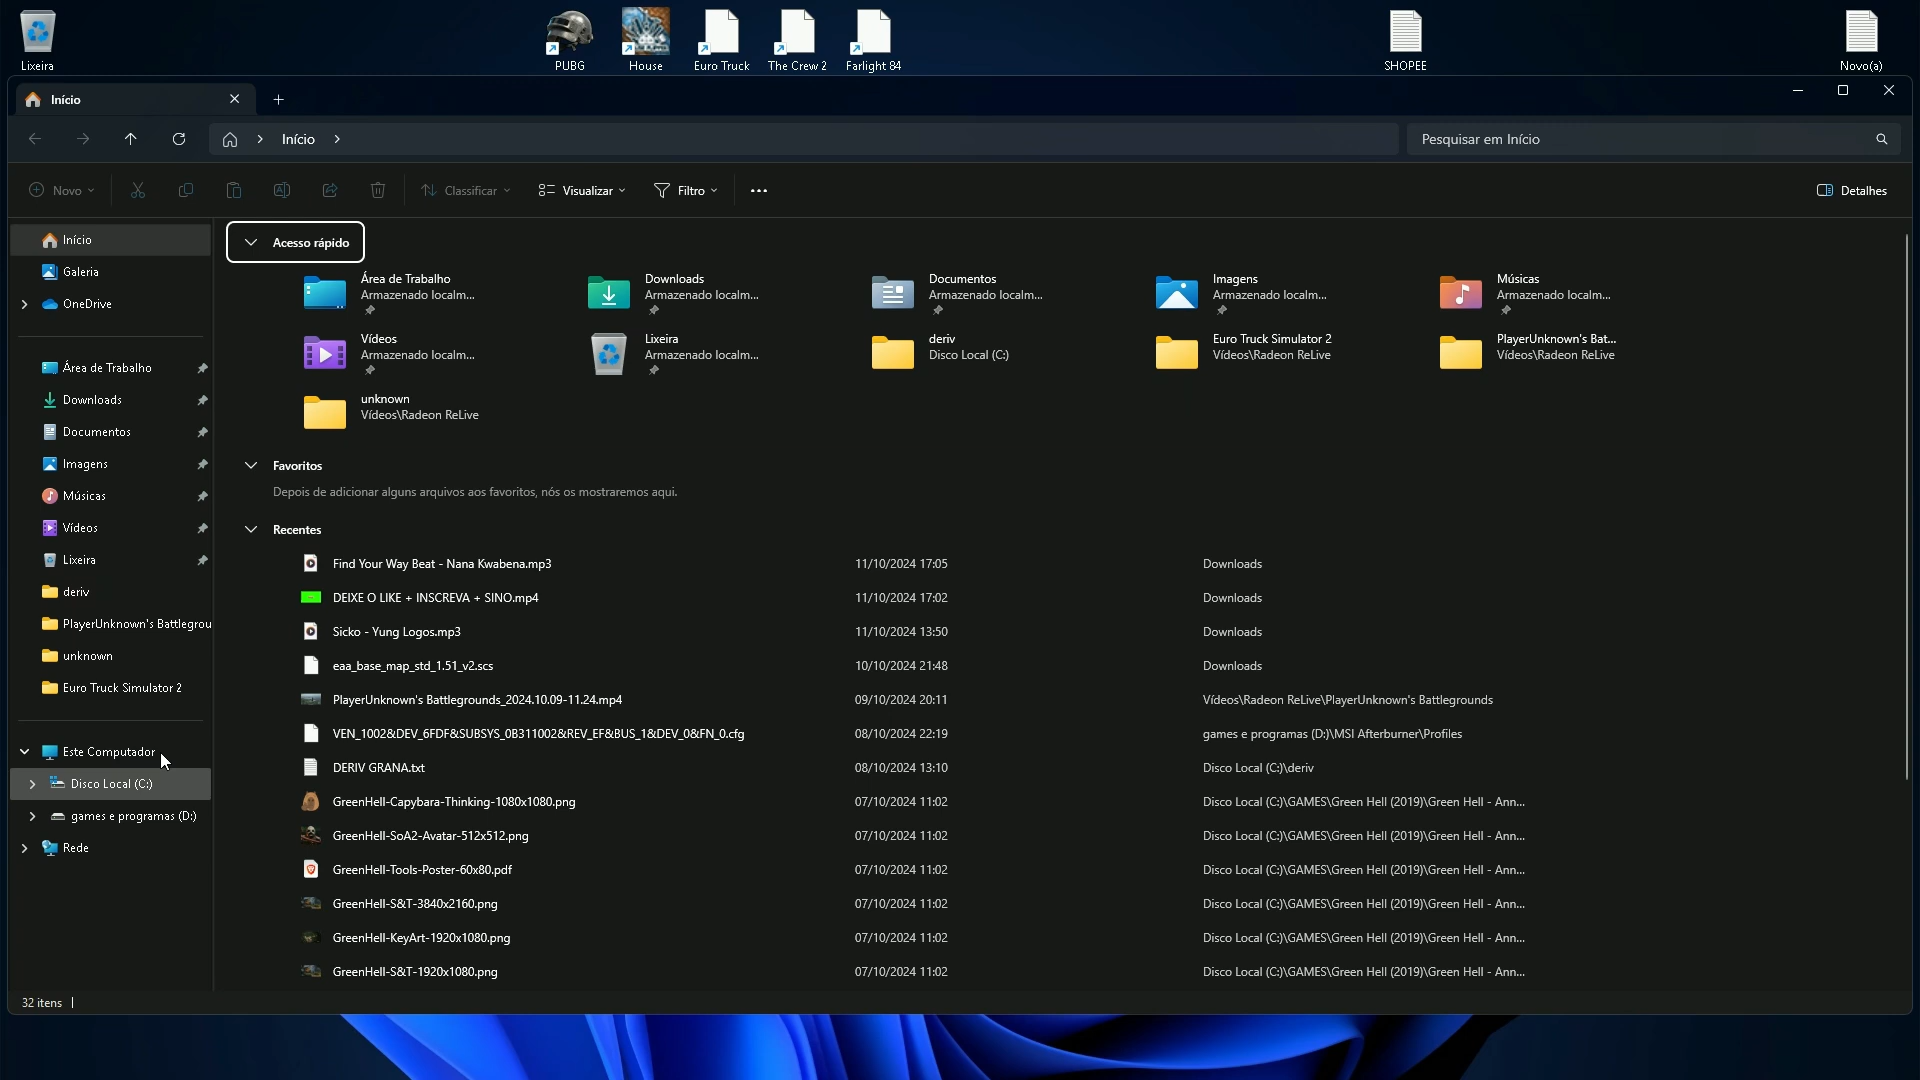 Lixeira
PUBG
House
Euro Truck
The Crew 2
Farlight 84
SHOPEE
Novo(a)
Início
Início
Pesquisar em Início
Novo
Classificar
Visualizar
Filtro
Detalhes
Início
Galeria
OneDrive
Área de Trabalho
Downloads
Documentos
Imagens
Músicas
Vídeos
Lixeira
deriv
PlayerUnknown's Battlegrou
unknown
Euro Truck Simulator 2
Este Computador
Disco Local (C:)
games e programas (D:)
Rede
Acesso rápido
Área de Trabalho
Armazenado localm...
Downloads
Armazenado localm...
Documentos
Armazenado localm...
Imagens
Armazenado localm...
Músicas
Armazenado localm...
Vídeos
Armazenado localm...
Lixeira
Armazenado localm...
deriv
Disco Local (C:)
Euro Truck Simulator 2
Vídeos\Radeon ReLive
PlayerUnknown's Bat...
Vídeos\Radeon ReLive
unknown
Vídeos\Radeon ReLive
Favoritos
Depois de adicionar alguns arquivos aos favoritos, nós os mostraremos aqui.
Recentes
Find Your Way Beat - Nana Kwabena.mp3 11/10/2024 17:05 Downloads
DEIXE O LIKE + INSCREVA + SINO.mp4 11/10/2024 17:02 Downloads
Sicko - Yung Logos.mp3 11/10/2024 13:50 Downloads
eaa_base_map_std_1.51_v2.scs 10/10/2024 21:48 Downloads
PlayerUnknown's Battlegrounds_2024.10.09-11.24.mp4 09/10/2024 20:11 Vídeos\Radeon ReLive\PlayerUnknown's Battlegrounds
VEN_1002&DEV_6FDF&SUBSYS_0B311002&REV_EF&BUS_1&DEV_0&FN_0.cfg 08/10/2024 22:19 games e programas (D:)\MSI Afterburner\Profiles
DERIV GRANA.txt 08/10/2024 13:10 Disco Local (C:)\deriv
GreenHell-Capybara-Thinking-1080x1080.png 07/10/2024 11:02 Disco Local (C:)\GAMES\Green Hell (2019)\Green Hell - Ann...
GreenHell-SoA2-Avatar-512x512.png 07/10/2024 11:02 Disco Local (C:)\GAMES\Green Hell (2019)\Green Hell - Ann...
GreenHell-Tools-Poster-60x80.pdf 07/10/2024 11:02 Disco Local (C:)\GAMES\Green Hell (2019)\Green Hell - Ann...
GreenHell-S&T-3840x2160.png 07/10/2024 11:02 Disco Local (C:)\GAMES\Green Hell (2019)\Green Hell - Ann...
GreenHell-KeyArt-1920x1080.png 07/10/2024 11:02 Disco Local (C:)\GAMES\Green Hell (2019)\Green Hell - Ann...
GreenHell-S&T-1920x1080.png 07/10/2024 11:02 Disco Local (C:)\GAMES\Green Hell (2019)\Green Hell - Ann...
32 itens